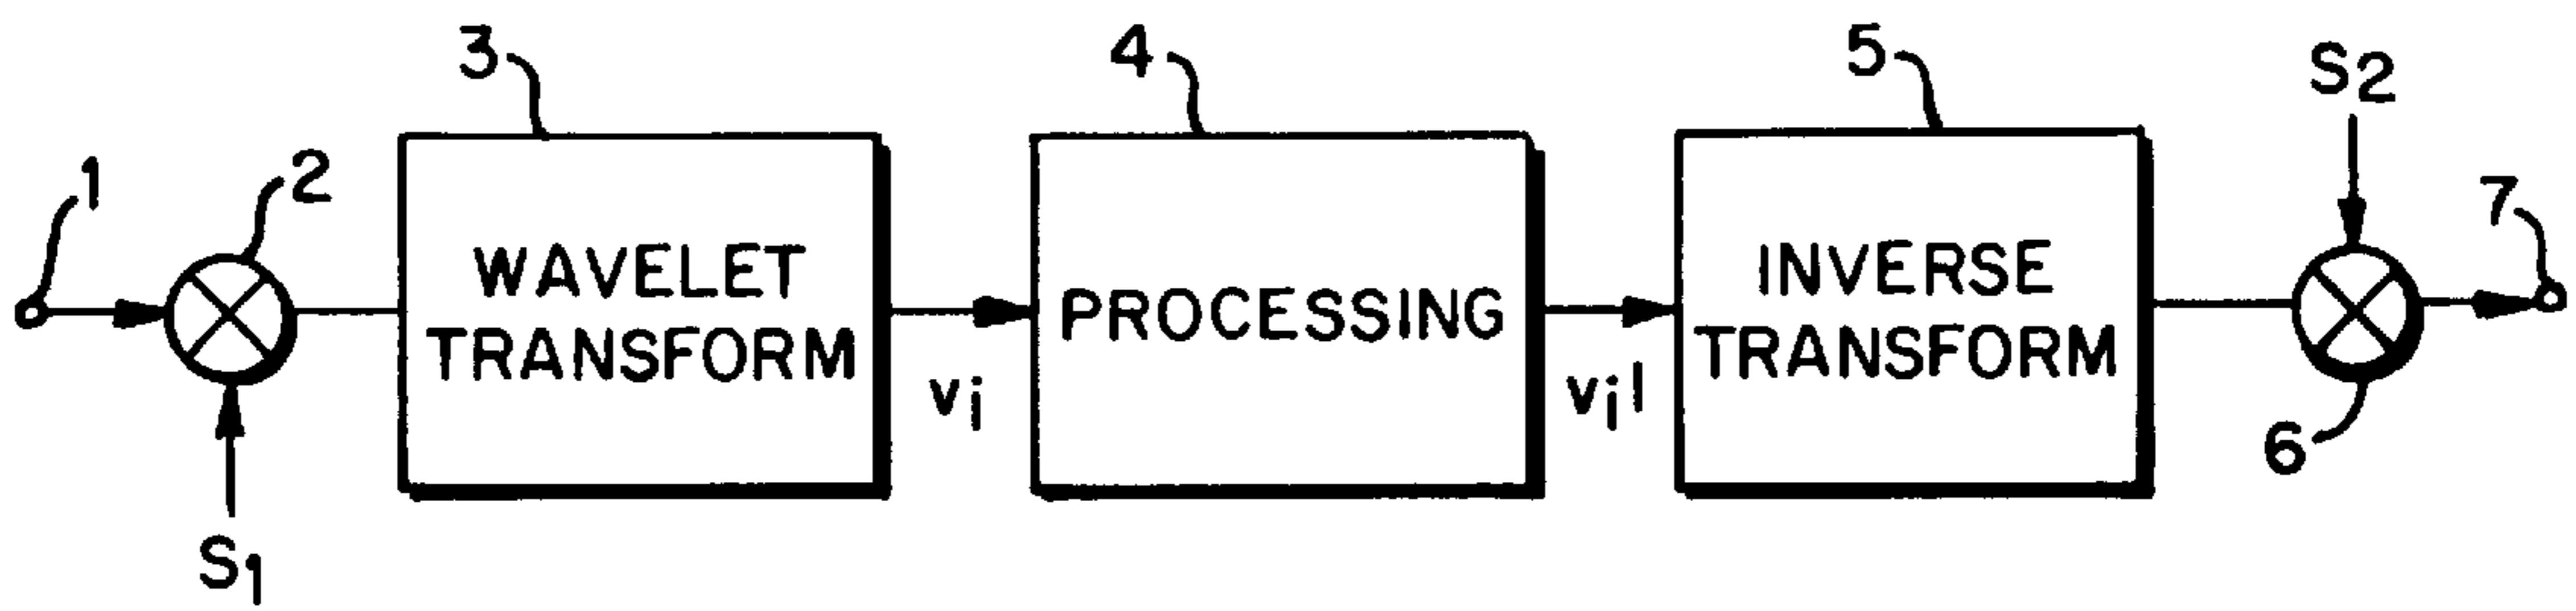 1
2
S1
3
WAVELET
TRANSFORM
vi
4
PROCESSING
vi'
5
INVERSE
TRANSFORM
S2
6
7